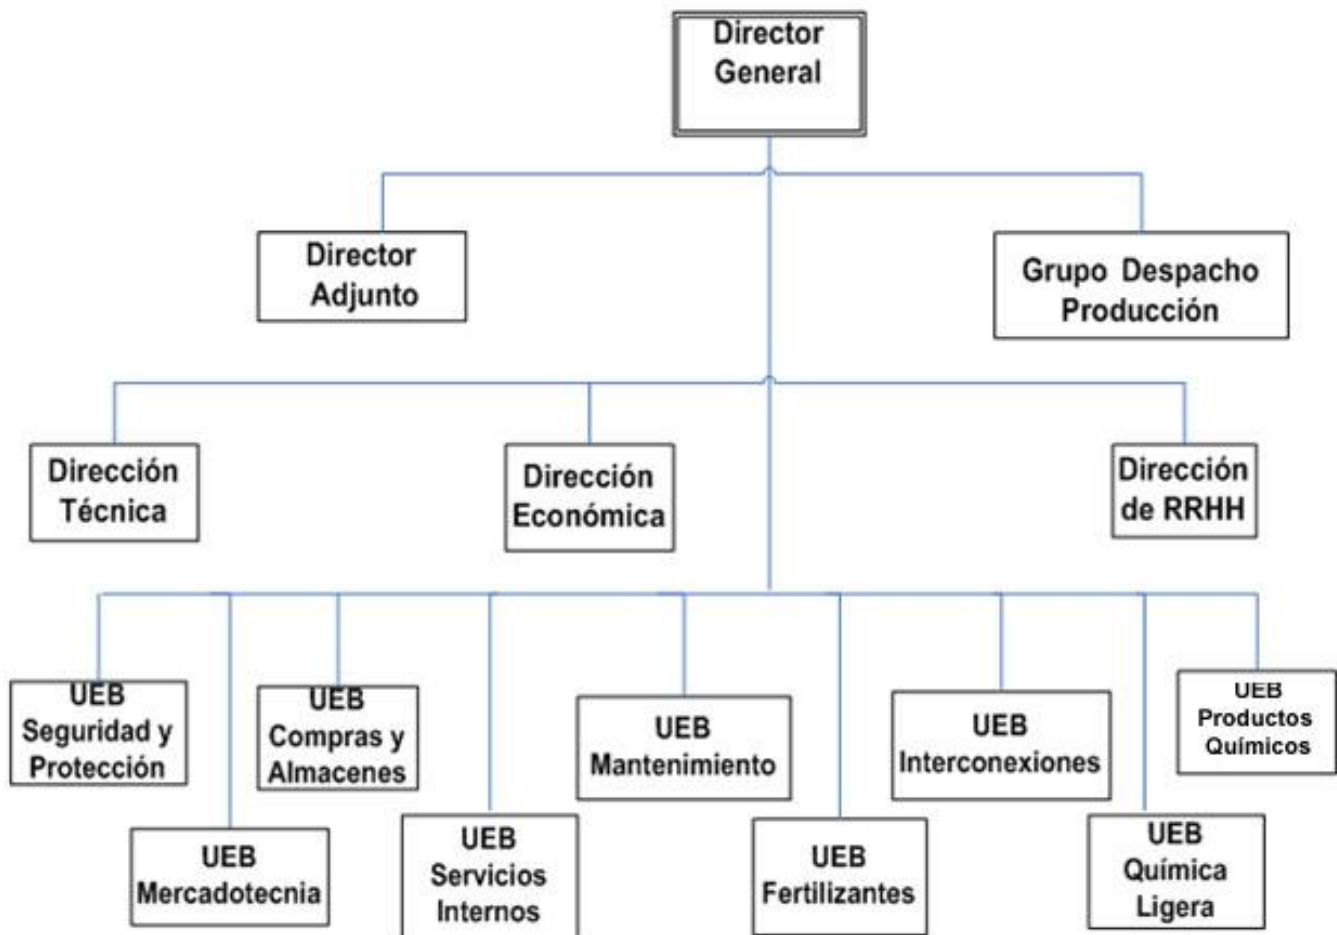 Director
General
Director
Adjunto
Grupo Despacho
Producción
Dirección
Técnica
Dirección
Económica
Dirección
de RRHH
UEB
Seguridad y
Protección
UEB
Mercadotecnia
UEB
Compras y
Almacenes
UEB
Servicios
Internos
UEB
Mantenimiento
UEB
Fertilizantes
UEB
Interconexiones
UEB
Química
Ligera
UEB
Productos
Químicos